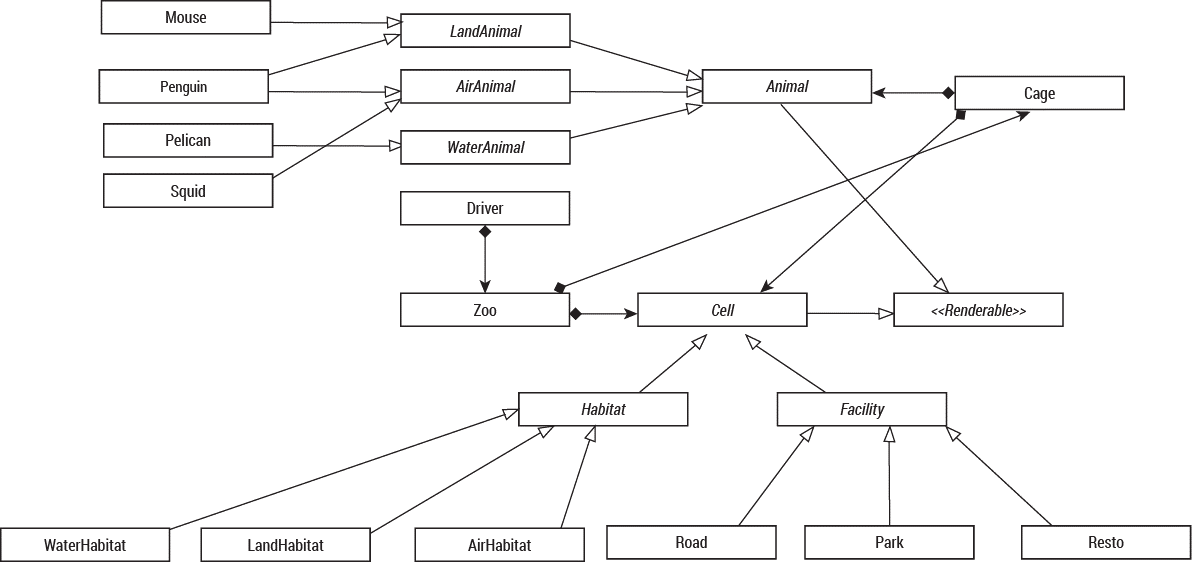 Mouse
LandAnimal
Penguin
AirAnimal
Animal
Cage
Pelican
WaterAnimal
Squid
Driver
Zoo
Cell
<<Renderable>>
Habitat
Facility
WaterHabitat
LandHabitat
AirHabitat
Road
Park
Resto